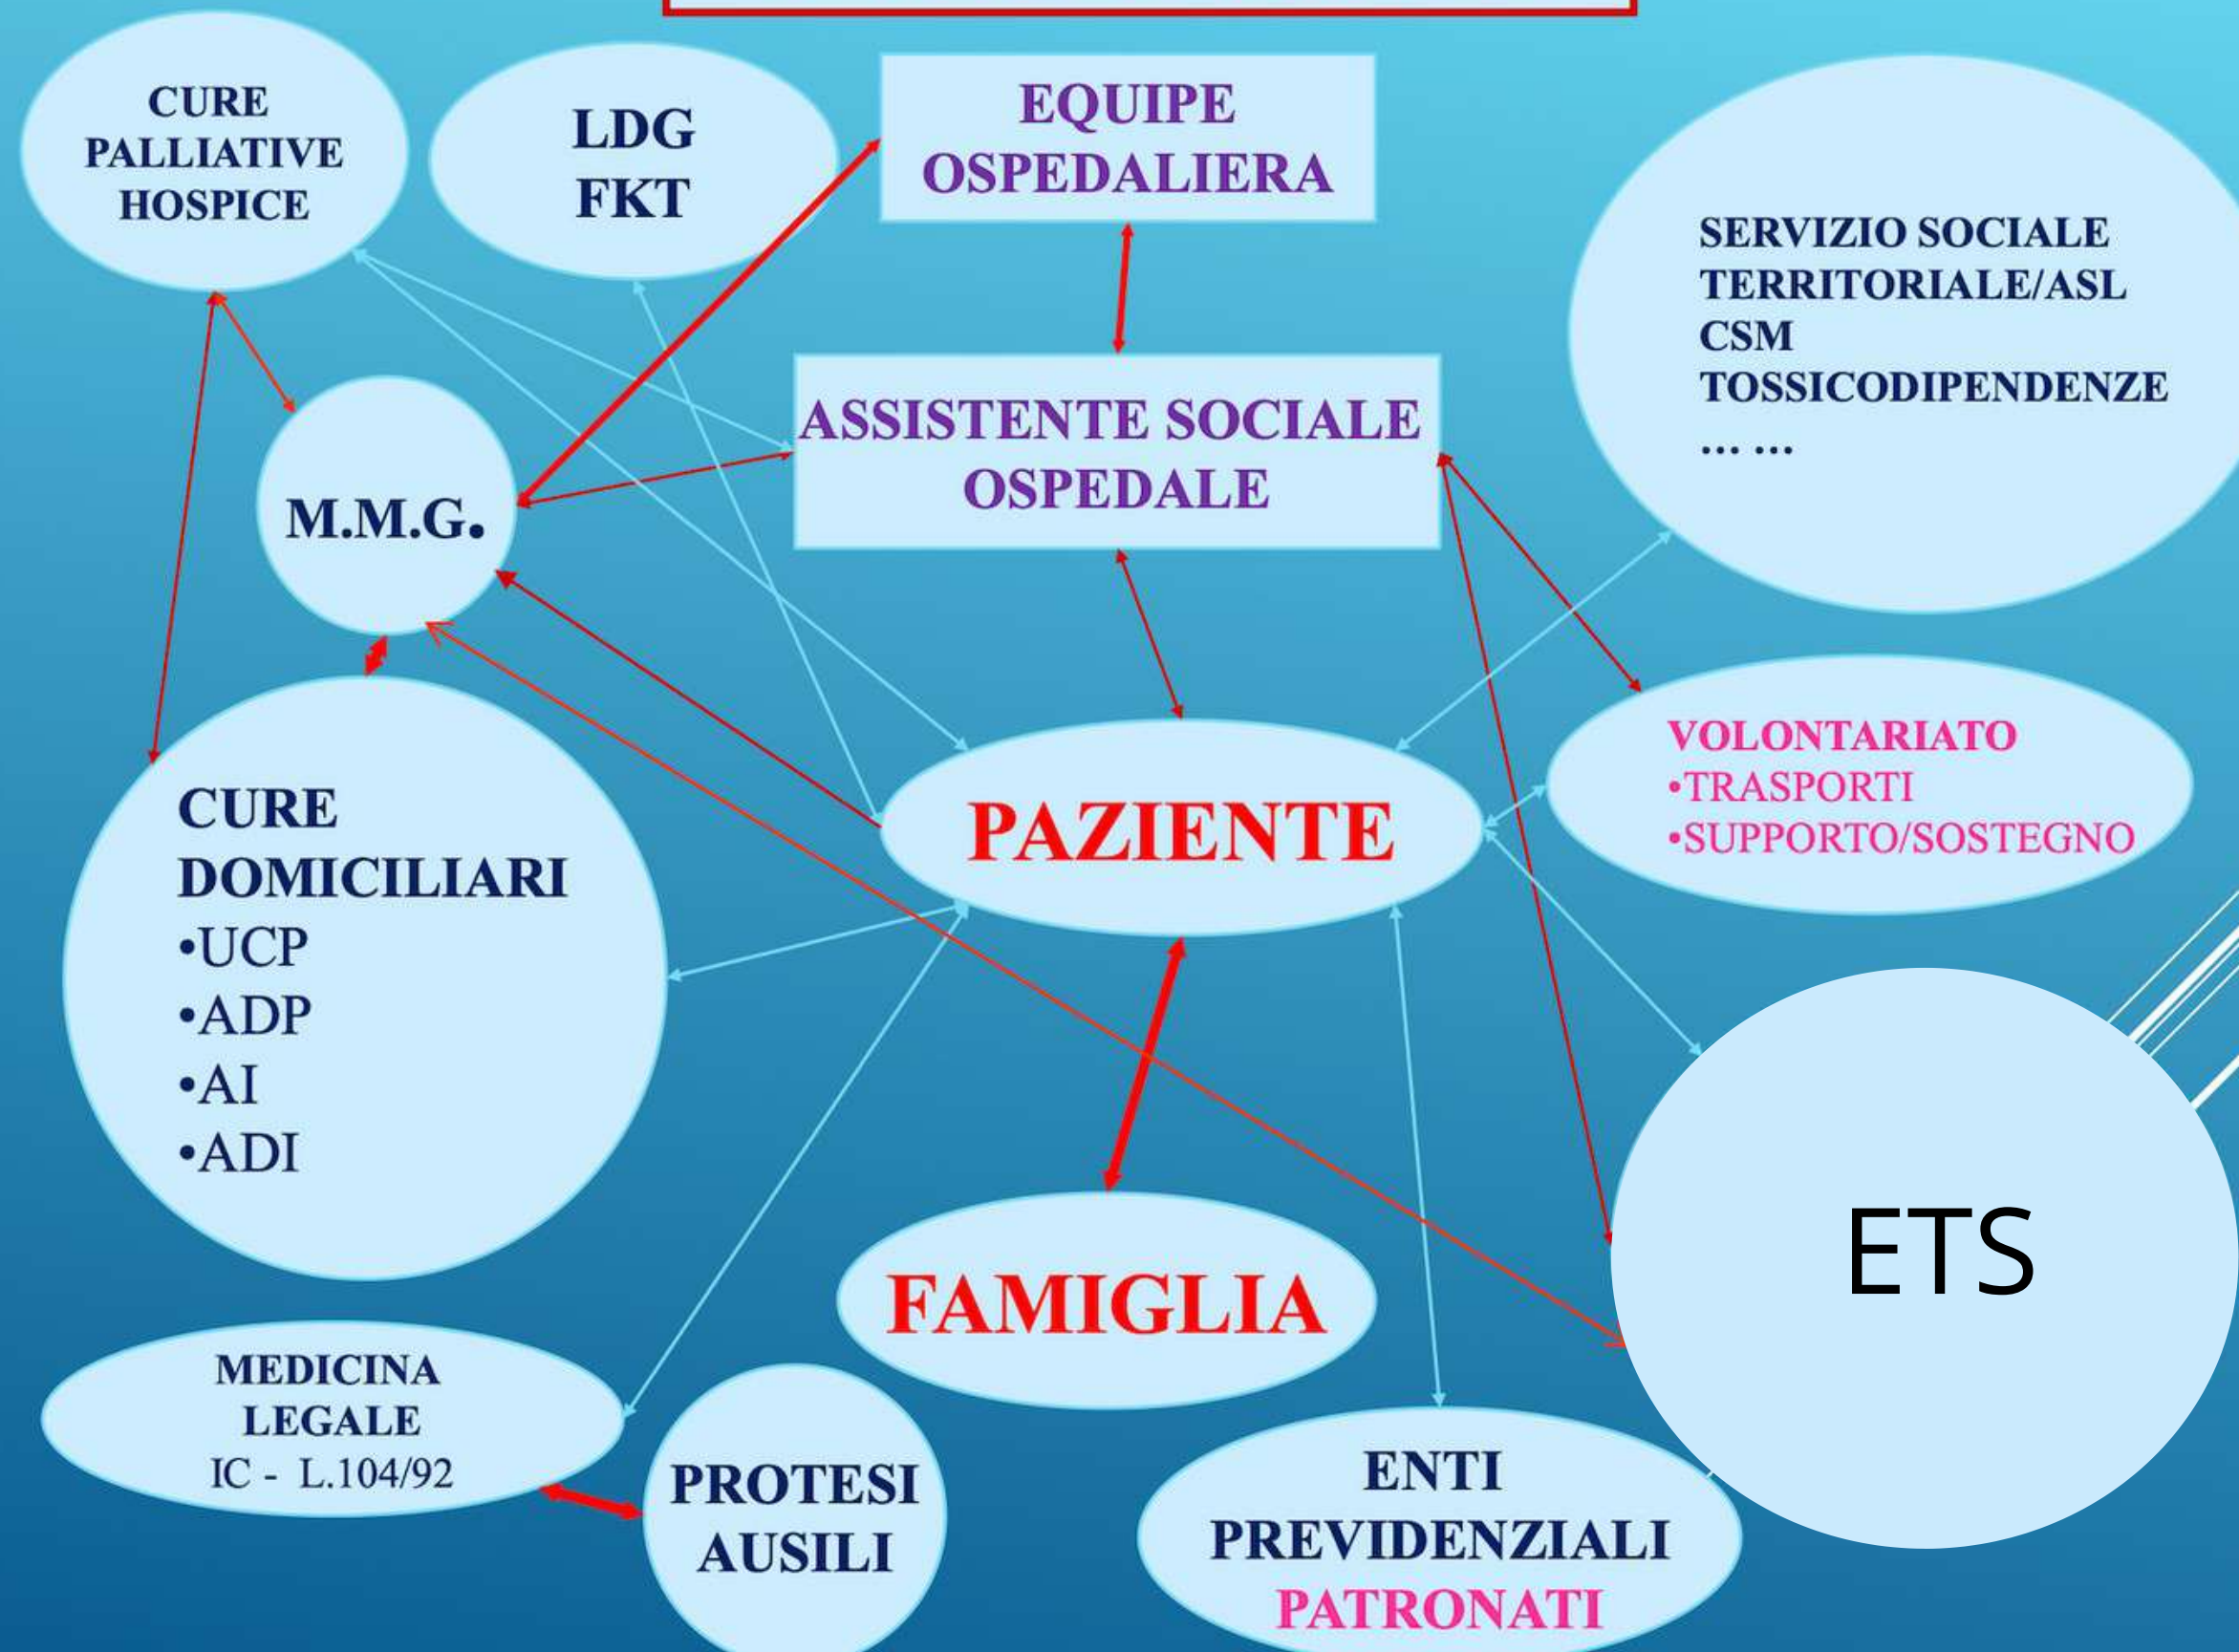 CURE
PALLIATIVE
HOSPICE
LDG
FKT
EQUIPE
OSPEDALIERA
SERVIZIO SOCIALE
TERRITORIALE/ASL
CSM
TOSSICODIPENDENZE
... ...
ASSISTENTE SOCIALE
OSPEDALE
M.M.G.
VOLONTARIATO
•TRASPORTI
•SUPPORTO/SOSTEGNO
PAZIENTE
CURE
DOMICILIARI
•UCP
•ADP
•AI
•ADI
ETS
FAMIGLIA
MEDICINA
LEGALE
IC - L.104/92
PROTESI
AUSILI
ENTI
PREVIDENZIALI
PATRONATI